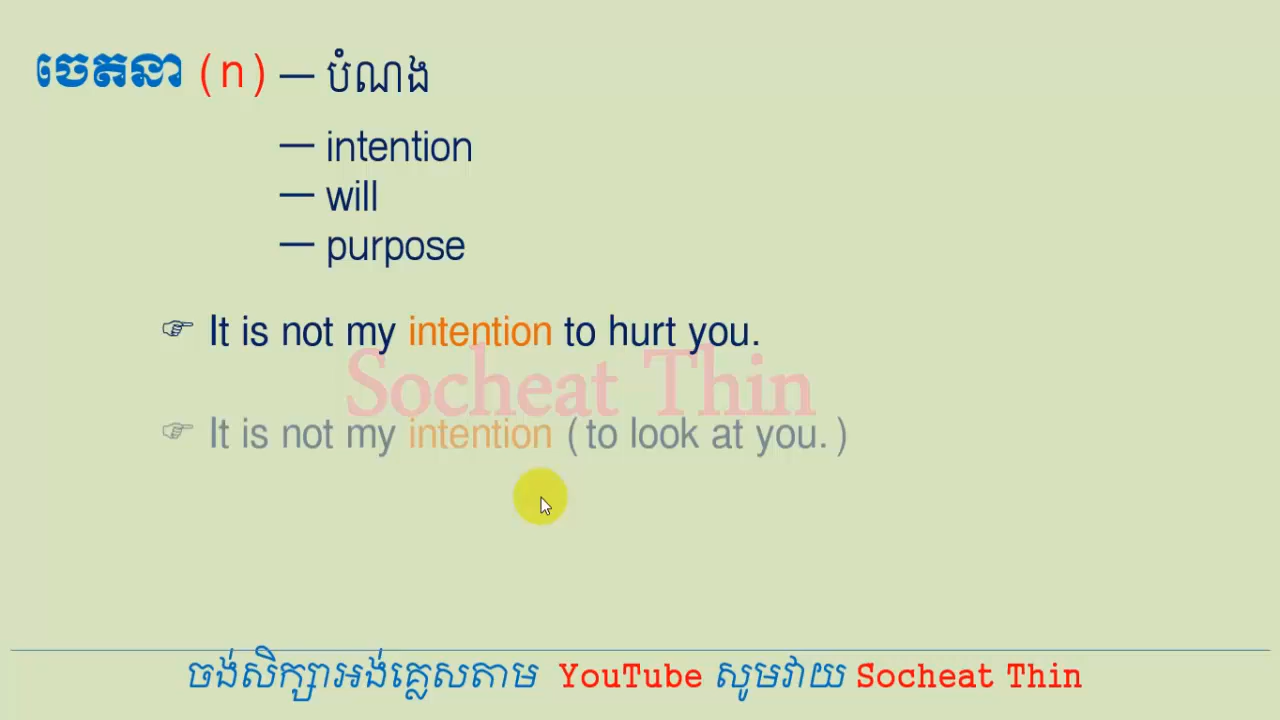 ចេតនា (n) — បំណង
— intention
— will
— purpose
☞ It is not my intention to hurt you.
Socheat Thin
☞ It is not my intention (to look at you.)
ចង់សិក្សាអង់គ្លេសតាម YouTube សូមវាយ Socheat Thin